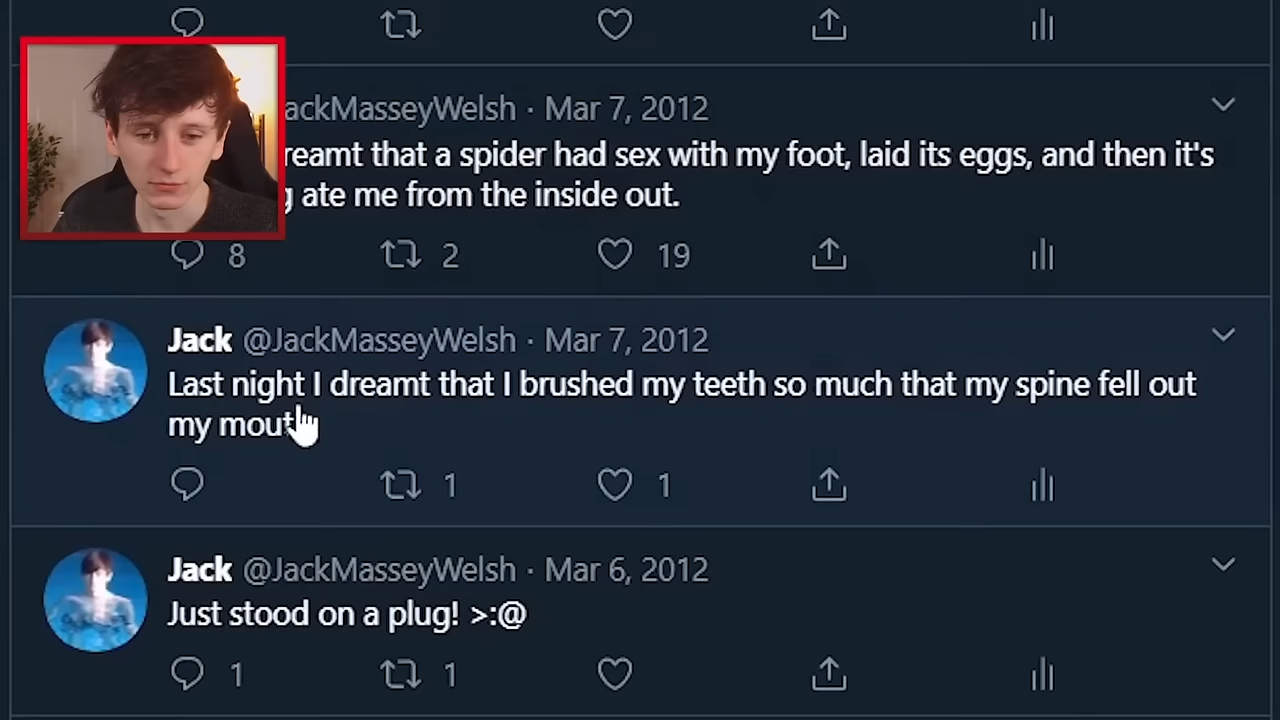 ackMasseyWelsh · Mar 7, 2012
reamt that a spider had sex with my foot, laid its eggs, and then it's
ate me from the inside out.
8 2 19
Jack @JackMasseyWelsh · Mar 7, 2012
Last night I dreamt that I brushed my teeth so much that my spine fell out
my mout
1 1
Jack @JackMasseyWelsh · Mar 6, 2012
Just stood on a plug! >:@
1 1